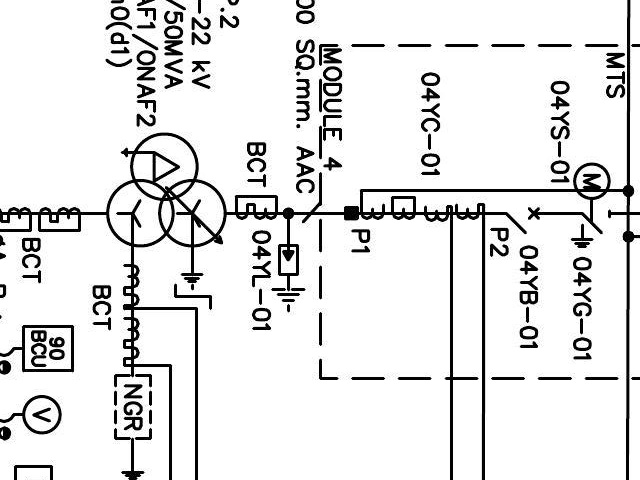 P.2
-22 kV
/50MVA
AF1/ONAF2
n0(d1)
00 SQ.mm. AAC
MODULE 4
04YC-01
04YS-01
MTS
M
BCT
04YL-01
P1
P2
04YB-01
04YG-01
BCT
BCT
90
BCU
V
NGR